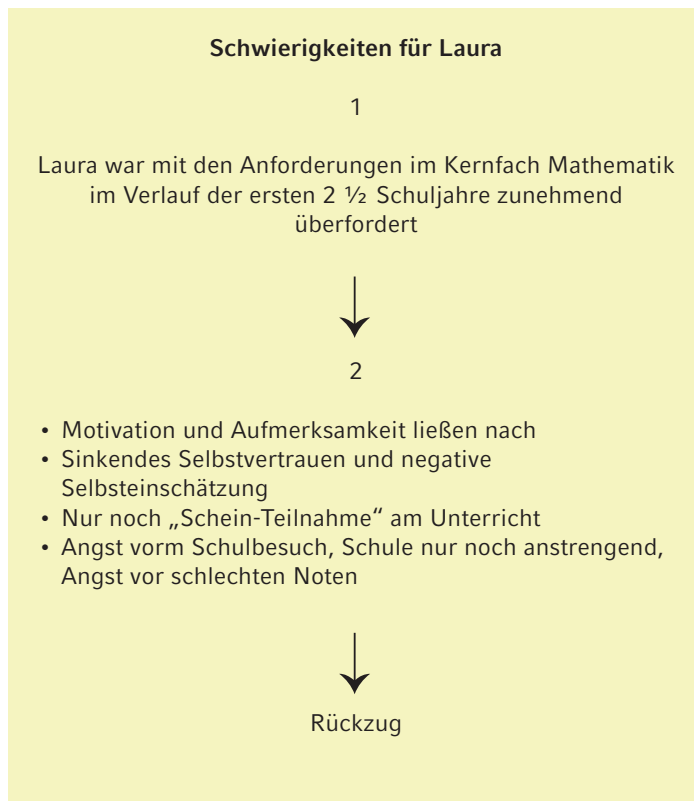 Schwierigkeiten für Laura
1
Laura war mit den Anforderungen im Kernfach Mathematik
im Verlauf der ersten 2 ½ Schuljahre zunehmend
überfordert
2
• Motivation und Aufmerksamkeit ließen nach
• Sinkendes Selbstvertrauen und negative
Selbsteinschätzung
• Nur noch „Schein-Teilnahme“ am Unterricht
• Angst vorm Schulbesuch, Schule nur noch anstrengend,
Angst vor schlechten Noten
Rückzug